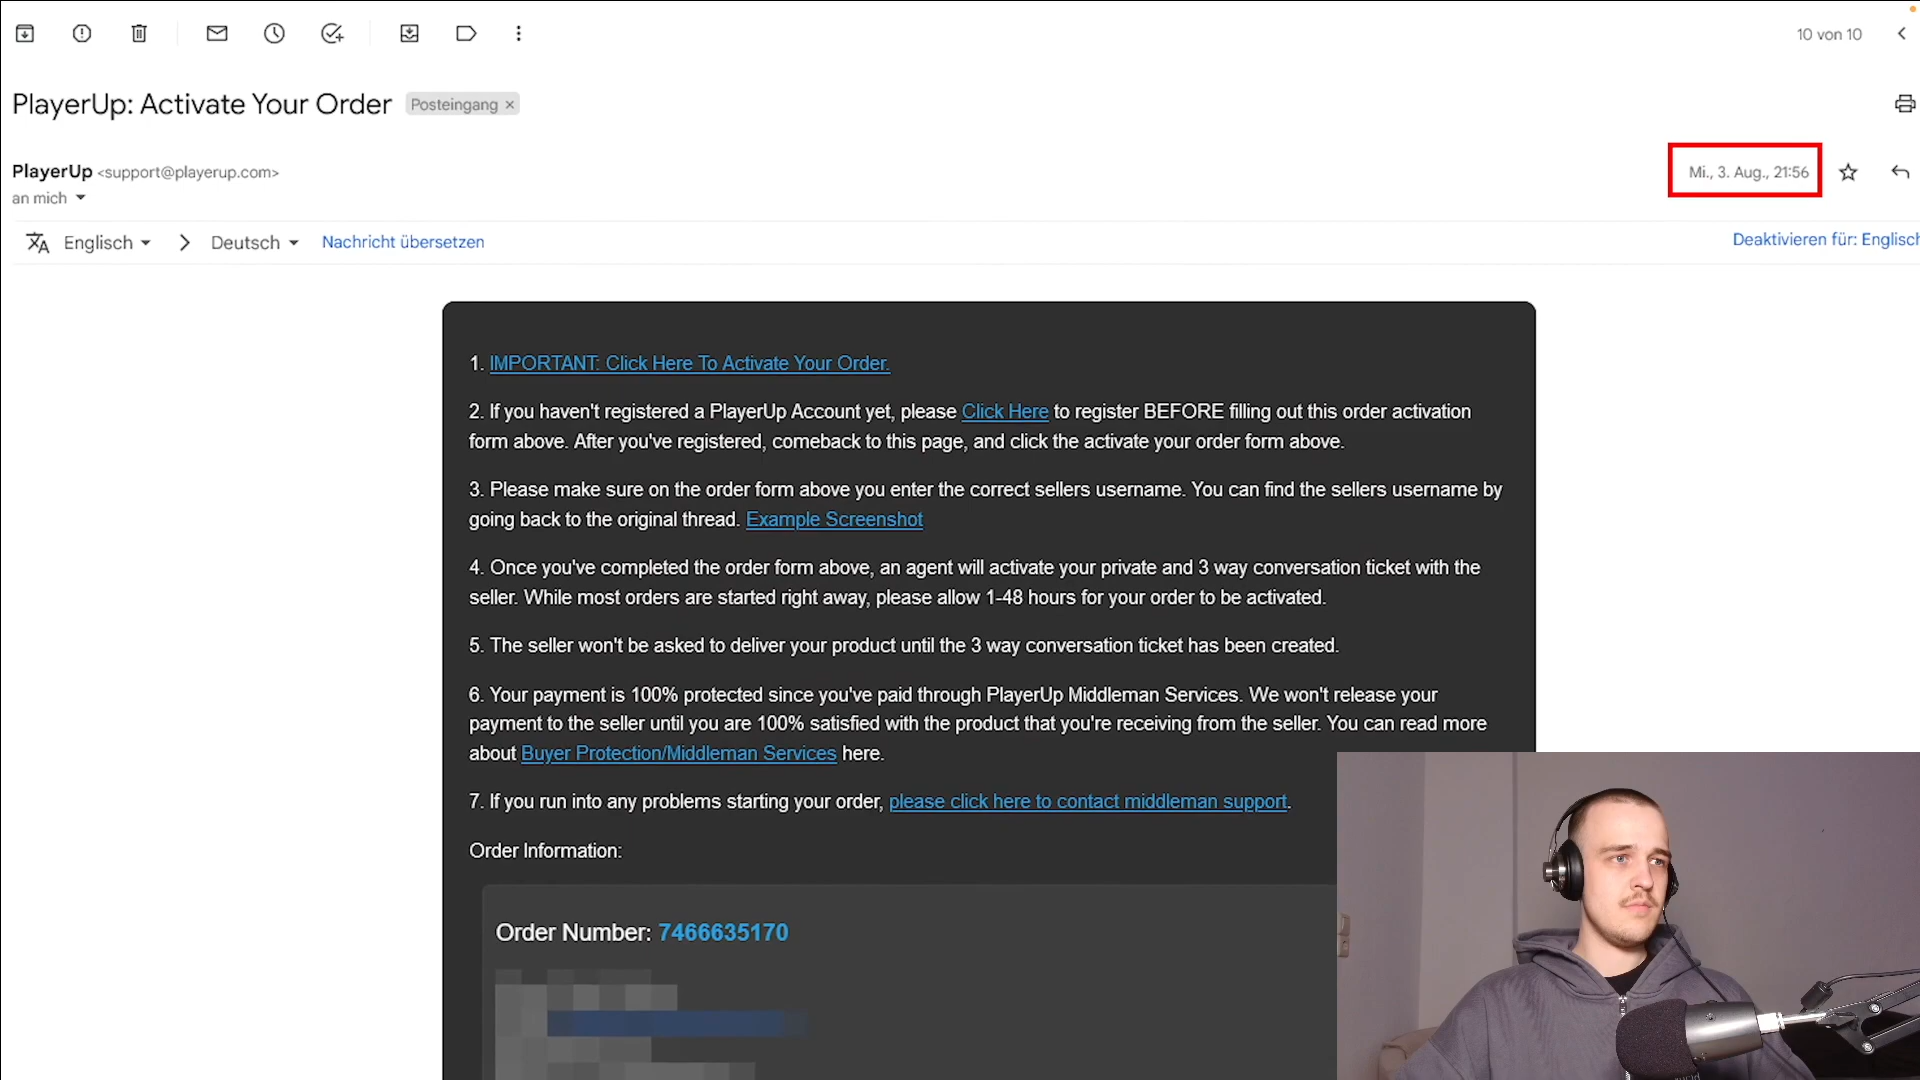 10 von 10
PlayerUp: Activate Your Order
Posteingang ×
PlayerUp <support@playerup.com>
Mi., 3. Aug., 21:56
an mich
Englisch > Deutsch Nachricht übersetzen
Deaktivieren für: Englisch
1. IMPORTANT: Click Here To Activate Your Order.
2. If you haven't registered a PlayerUp Account yet, please Click Here to register BEFORE filling out this order activation
form above. After you've registered, comeback to this page, and click the activate your order form above.
3. Please make sure on the order form above you enter the correct sellers username. You can find the sellers username by
going back to the original thread. Example Screenshot
4. Once you've completed the order form above, an agent will activate your private and 3 way conversation ticket with the
seller. While most orders are started right away, please allow 1-48 hours for your order to be activated.
5. The seller won't be asked to deliver your product until the 3 way conversation ticket has been created.
6. Your payment is 100% protected since you've paid through PlayerUp Middleman Services. We won't release your
payment to the seller until you are 100% satisfied with the product that you're receiving from the seller. You can read more
about Buyer Protection/Middleman Services here.
7. If you run into any problems starting your order, please click here to contact middleman support.
Order Information:
Order Number: 7466635170